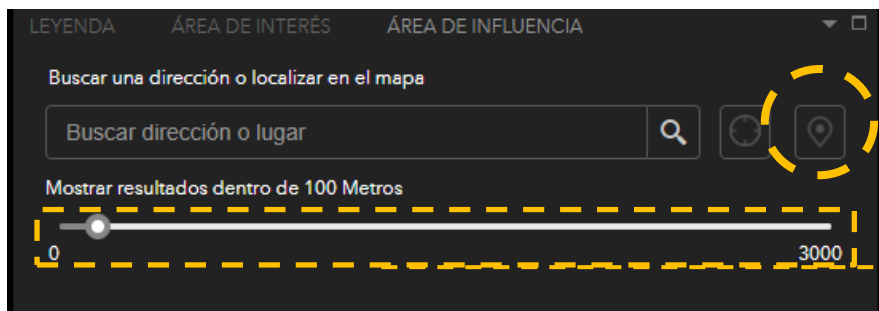 LEYENDA ÁREA DE INTERÉS ÁREA DE INFLUENCIA
Buscar una dirección o localizar en el mapa
Buscar dirección o lugar
Mostrar resultados dentro de 100 Metros
0 3000